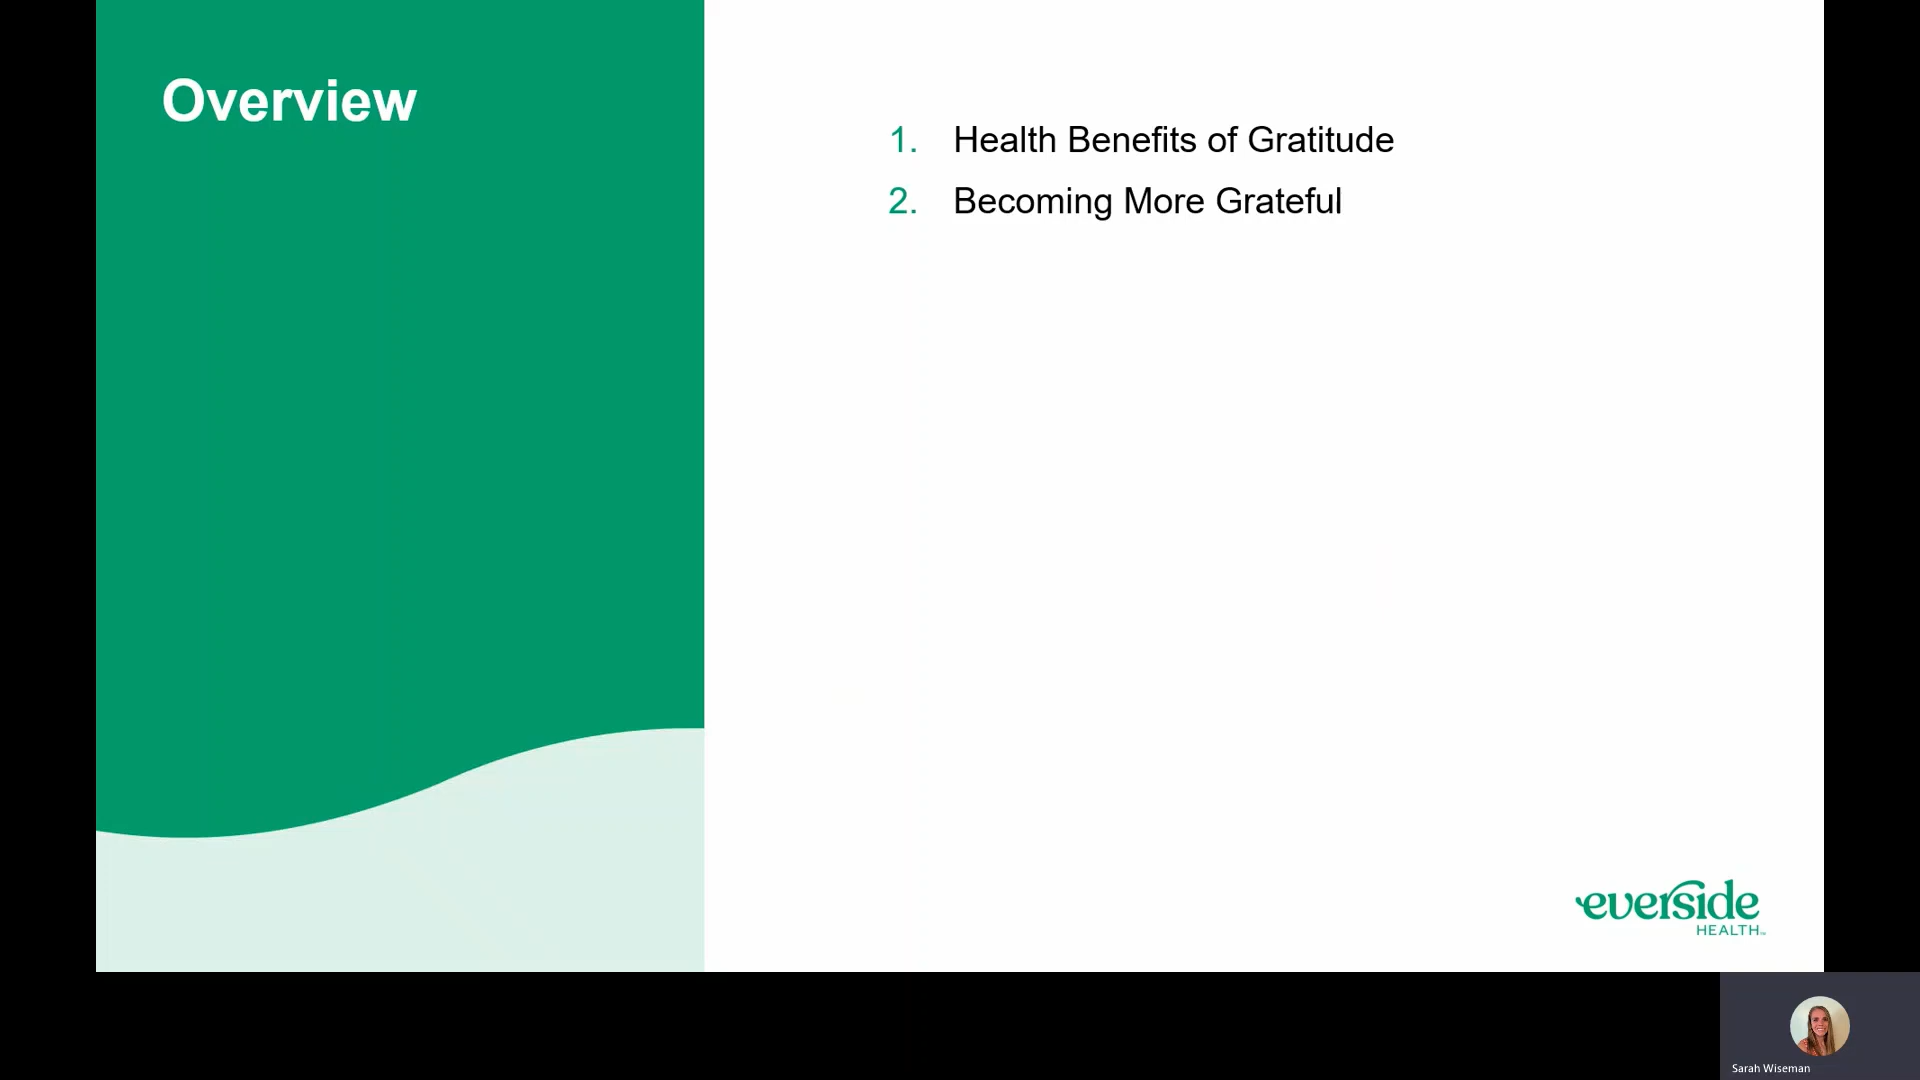 Overview
1. Health Benefits of Gratitude
2. Becoming More Grateful
everside
HEALTH
Sarah Wiseman